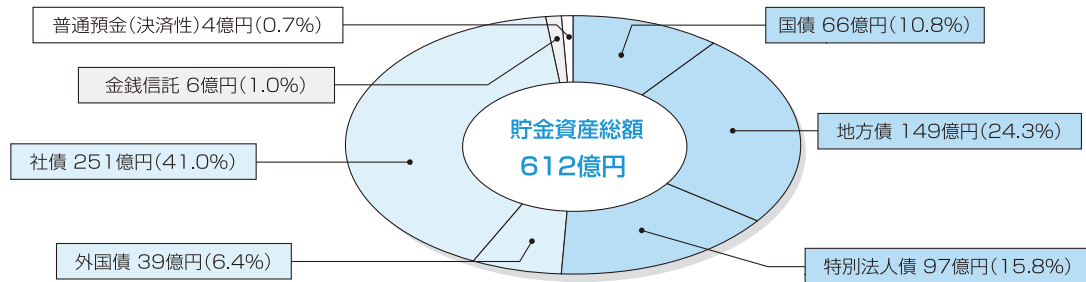 普通預金(決済性)4億円(0.7%)
国債 66億円(10.8%)
金銭信託 6億円(1.0%)
貯金資産総額
612億円
地方債 149億円(24.3%)
社債 251億円(41.0%)
外国債 39億円(6.4%)
特別法人債 97億円(15.8%)